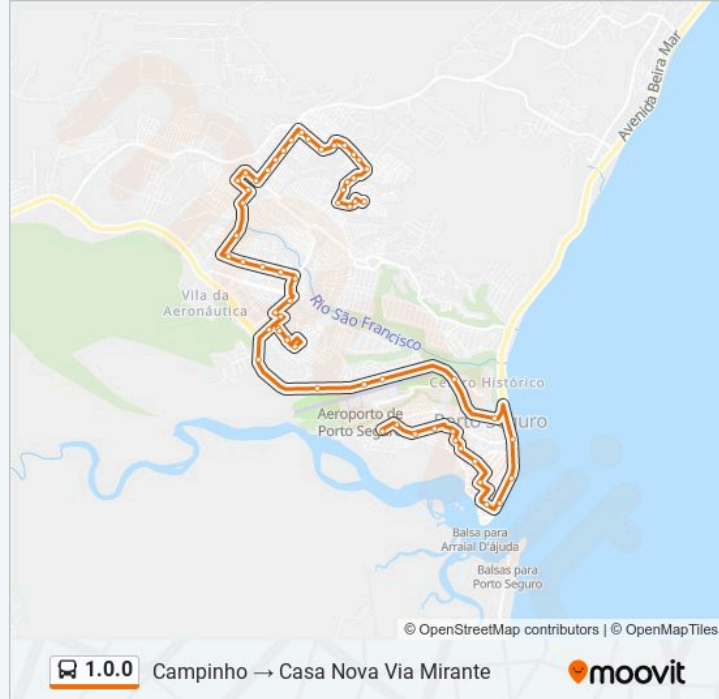 Avenida Beira Mar
Vila da
Aeronáutica
Rio São Francisco
Centro Histórico
Aeroporto de
Porto Seguro
Porto Seguro
Balsa para
Arraial D'ájuda
Balsas para
Porto Seguro
© OpenStreetMap contributors | © OpenMapTiles
1.0.0 Campinho → Casa Nova Via Mirante
moovit